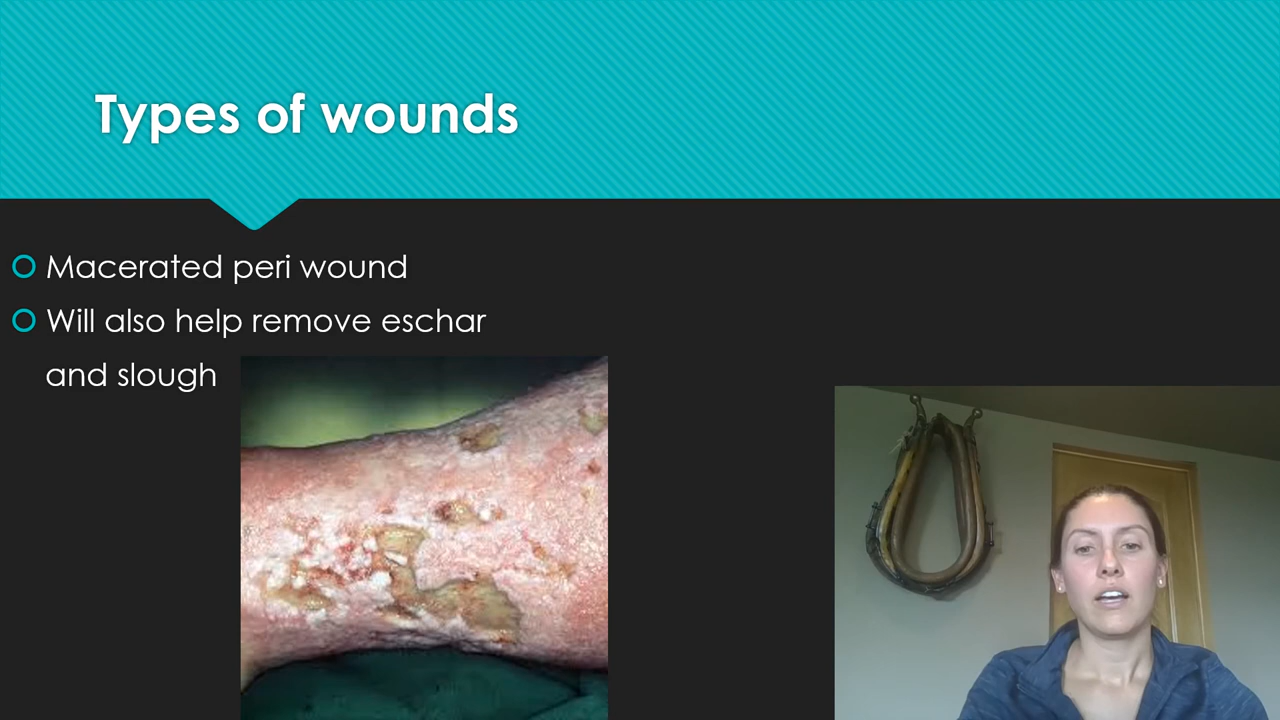 Types of wounds
Macerated peri wound
Will also help remove eschar
and slough